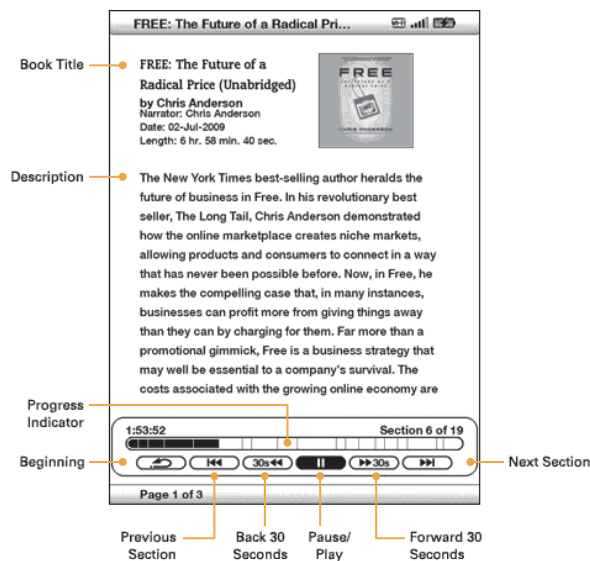 FREE: The Future of a Radical Pri...
Book Title
FREE: The Future of a
Radical Price (Unabridged)
by Chris Anderson
Narrator: Chris Anderson
Date: 02-Jul-2009
Length: 6 hr. 58 min. 40 sec.
FREE
THE FUTURE OF A
RADICAL PRICE
CHRIS ANDERSON
Description
The New York Times best-selling author heralds the
future of business in Free. In his revolutionary best
seller, The Long Tail, Chris Anderson demonstrated
how the online marketplace creates niche markets,
allowing products and consumers to connect in a way
that has never been possible before. Now, in Free, he
makes the compelling case that, in many instances,
businesses can profit more from giving things away
than they can by charging for them. Far more than a
promotional gimmick, Free is a business strategy that
may well be essential to a company's survival. The
costs associated with the growing online economy are
Progress
Indicator
1:53:52
Section 6 of 19
Beginning
30s
30s
Next Section
Page 1 of 3
Previous
Section
Back 30
Seconds
Pause/
Play
Forward 30
Seconds